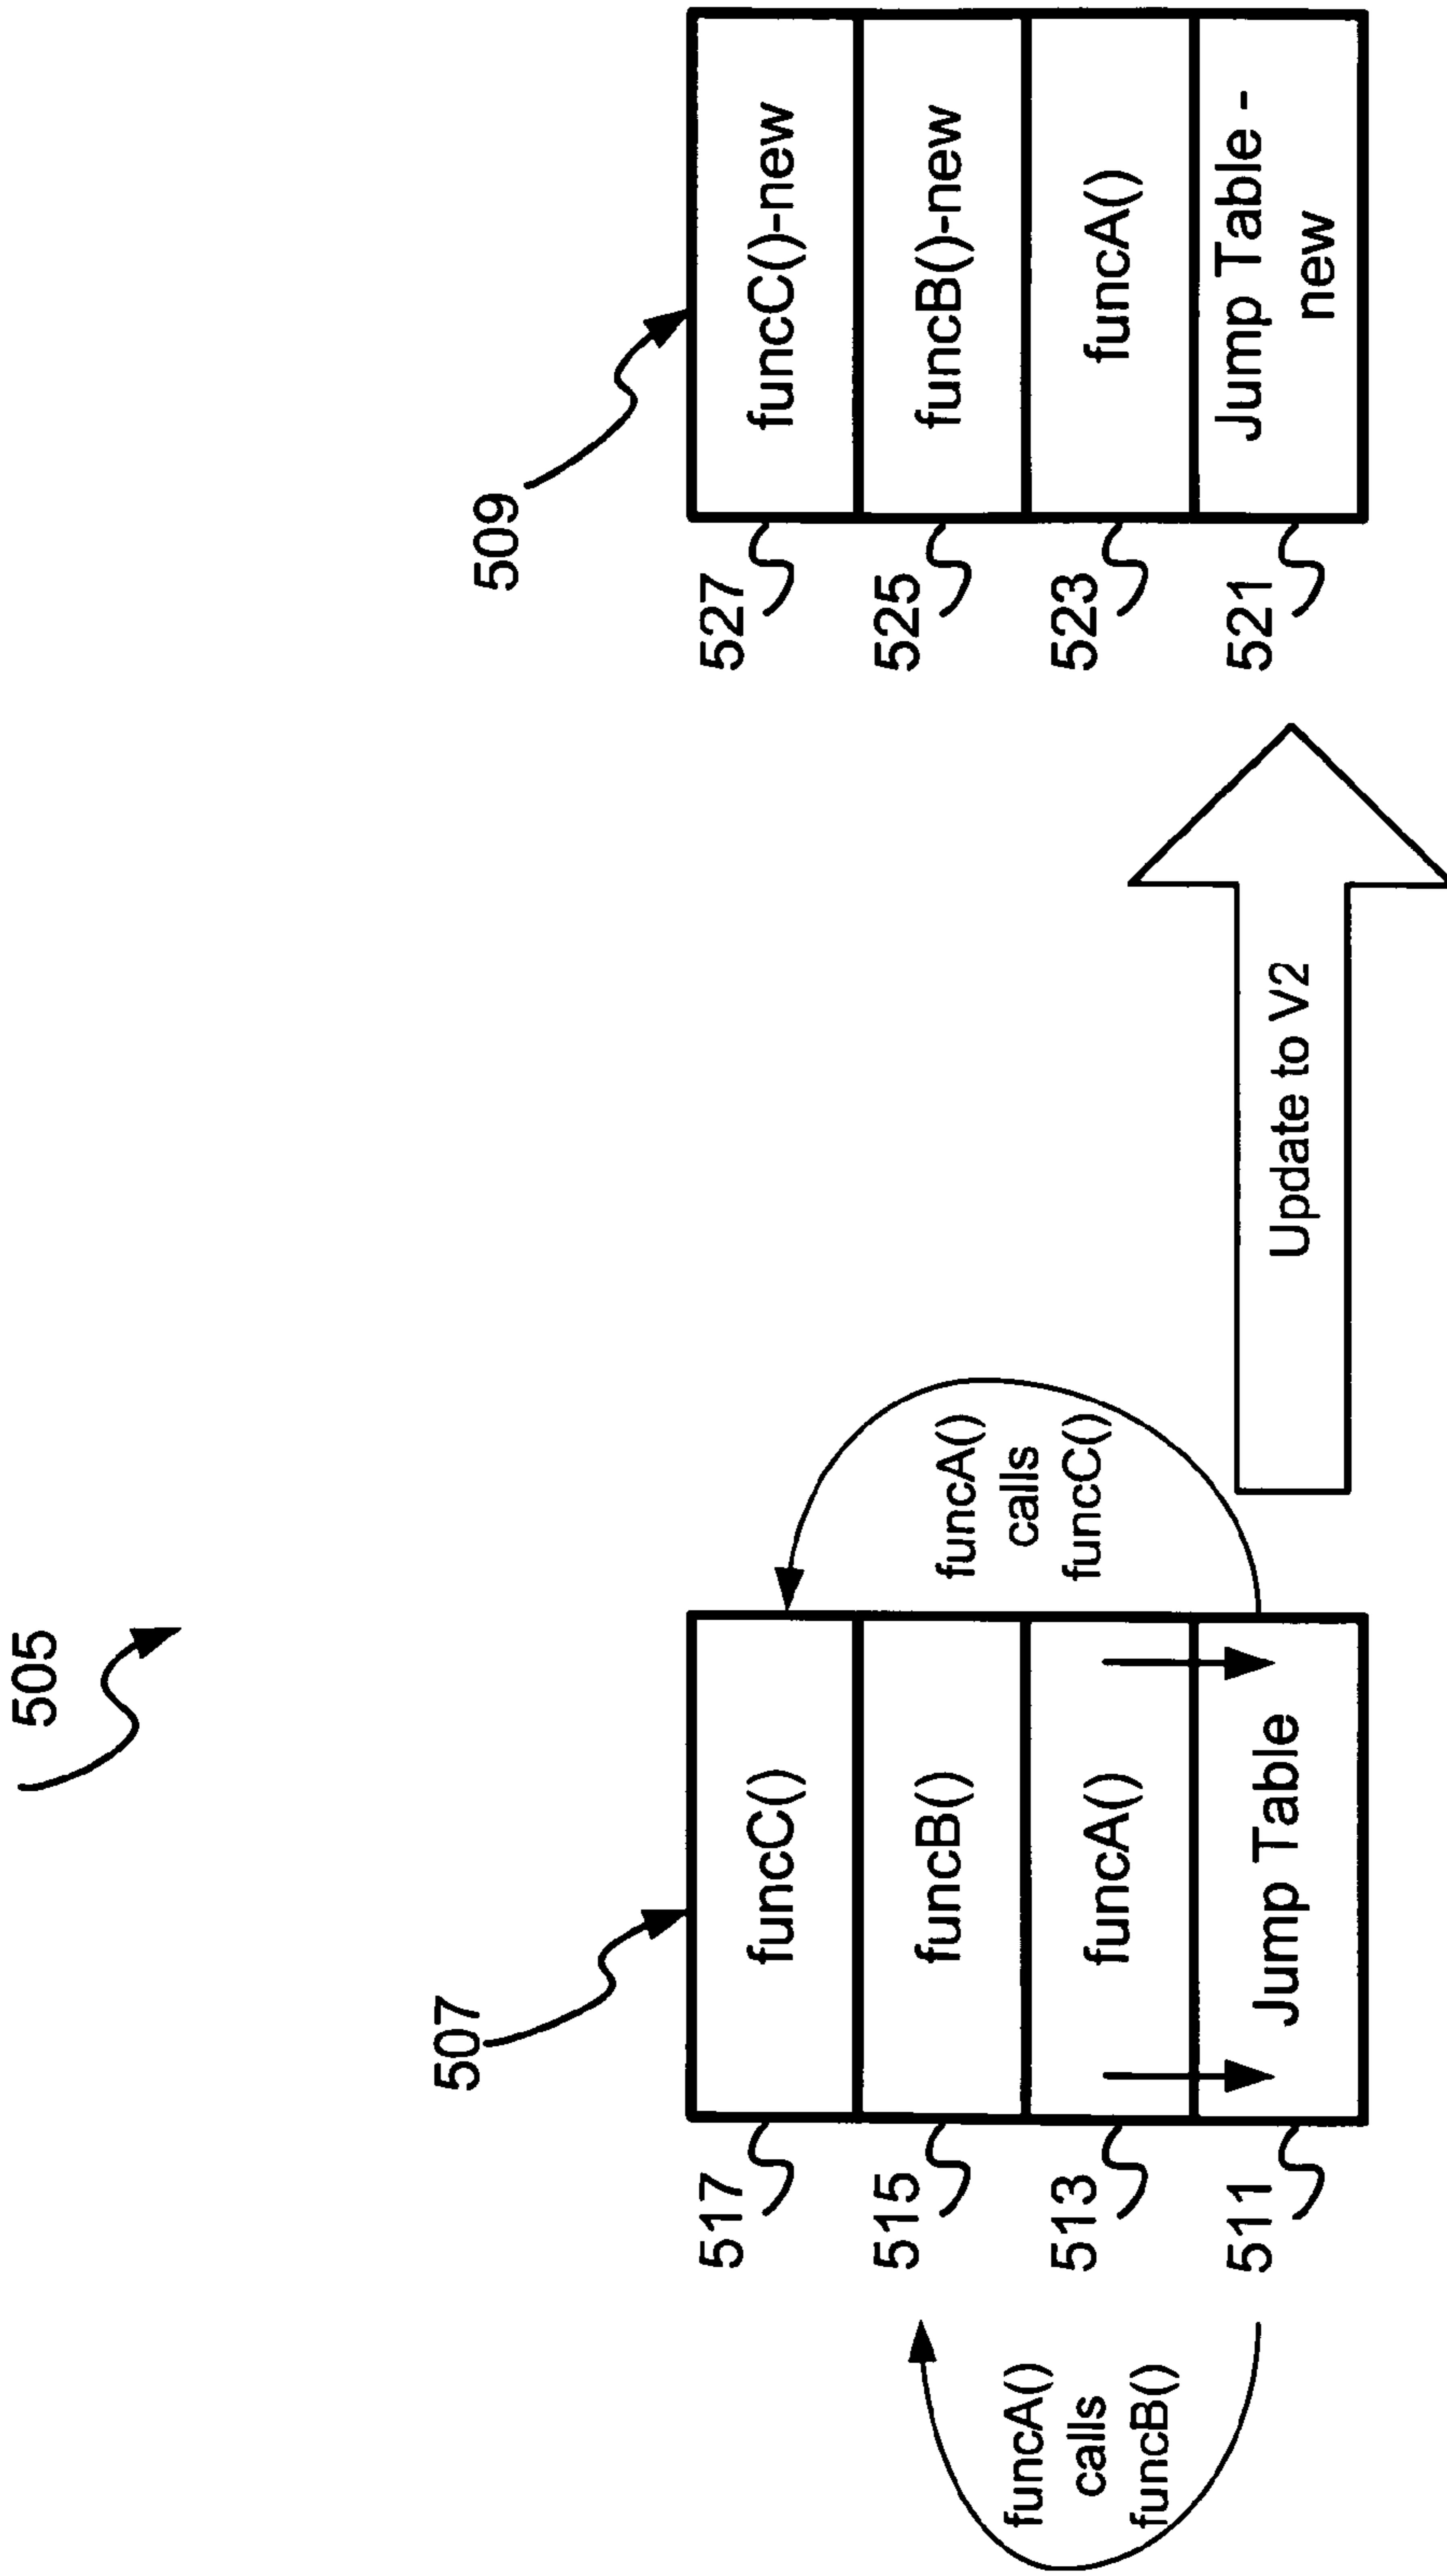 505
507
509
517
funcC()
515
funcB()
513
funcA()
511
Jump Table
funcA()
calls
funcB()
funcA()
calls
funcC()
Update to V2
527
funcC()-new
525
funcB()-new
523
funcA()
521
Jump Table -
new